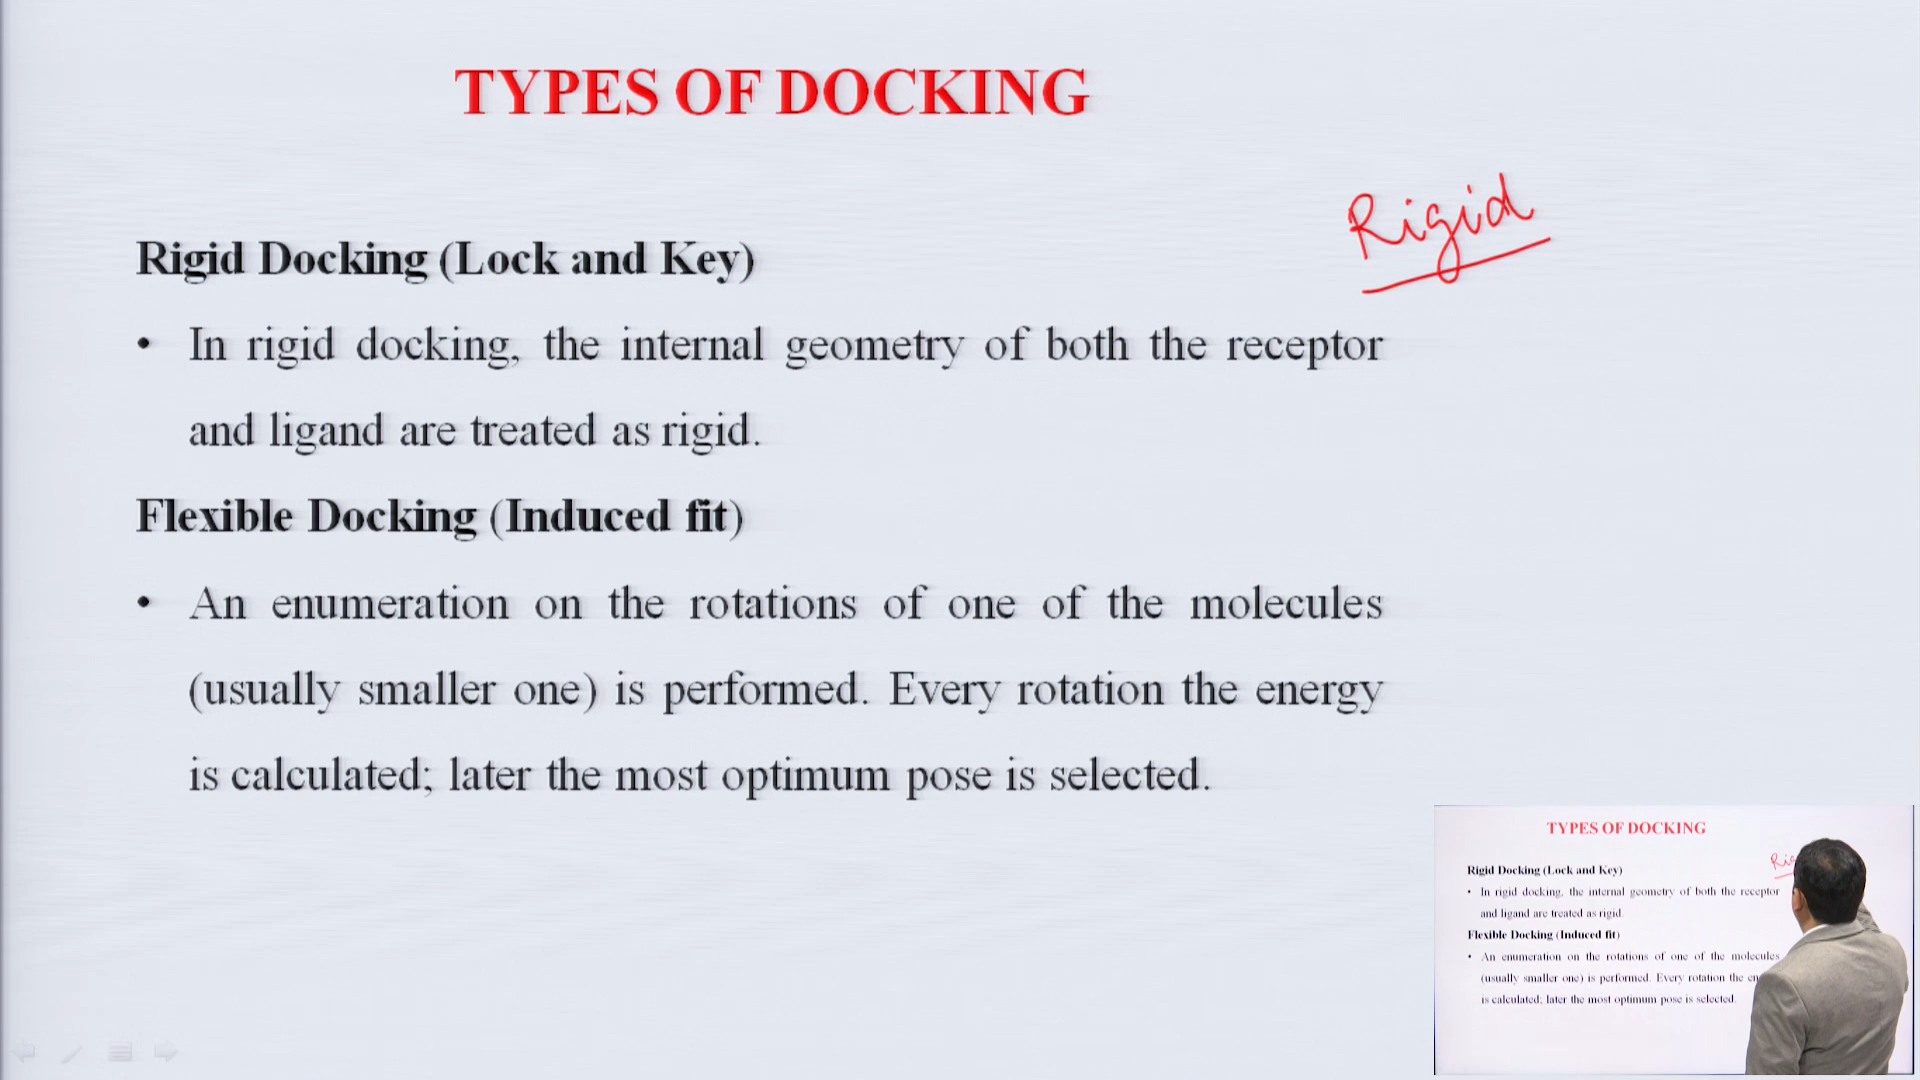 TYPES OF DOCKING
Rigid
Rigid Docking (Lock and Key)
• In rigid docking, the internal geometry of both the receptor
and ligand are treated as rigid.
Flexible Docking (Induced fit)
• An enumeration on the rotations of one of the molecules
(usually smaller one) is performed. Every rotation the energy
is calculated; later the most optimum pose is selected.
TYPES OF DOCKING
Rigid Docking (Lock and Key)
• In rigid docking, the internal geometry of both the receptor
and ligand are treated as rigid.
Flexible Docking (Induced fit)
• An enumeration on the rotations of one of the molecules
(usually smaller one) is performed. Every rotation the
is calculated; later the most optimum pose is selected.